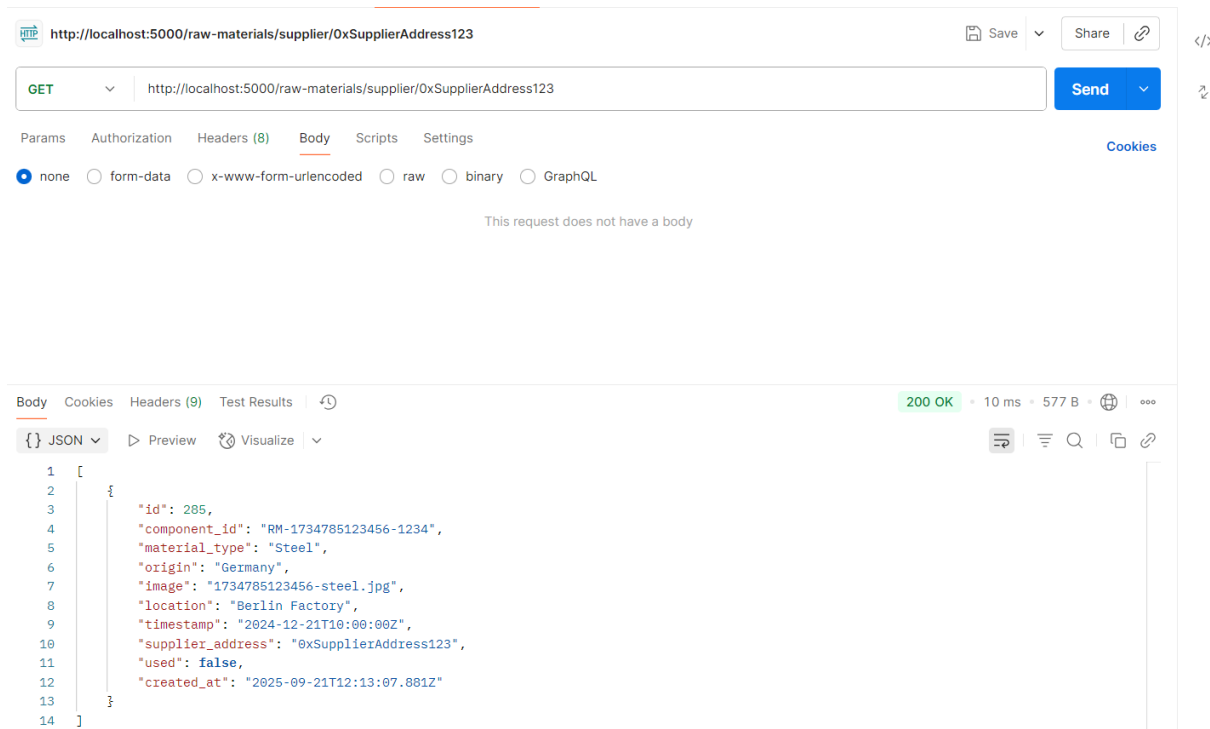 HTTP http://localhost:5000/raw-materials/supplier/0xSupplierAddress123 Save Share
GET http://localhost:5000/raw-materials/supplier/0xSupplierAddress123 Send
Params Authorization Headers (8) Body Scripts Settings Cookies
none form-data x-www-form-urlencoded raw binary GraphQL
This request does not have a body
Body Cookies Headers (9) Test Results 200 OK • 10 ms • 577 B •
{} JSON Preview Visualize
1 [
2 {
3 "id": 285,
4 "component_id": "RM-1734785123456-1234",
5 "material_type": "Steel",
6 "origin": "Germany",
7 "image": "1734785123456-steel.jpg",
8 "location": "Berlin Factory",
9 "timestamp": "2024-12-21T10:00:00Z",
10 "supplier_address": "0xSupplierAddress123",
11 "used": false,
12 "created_at": "2025-09-21T12:13:07.881Z"
13 }
14 ]